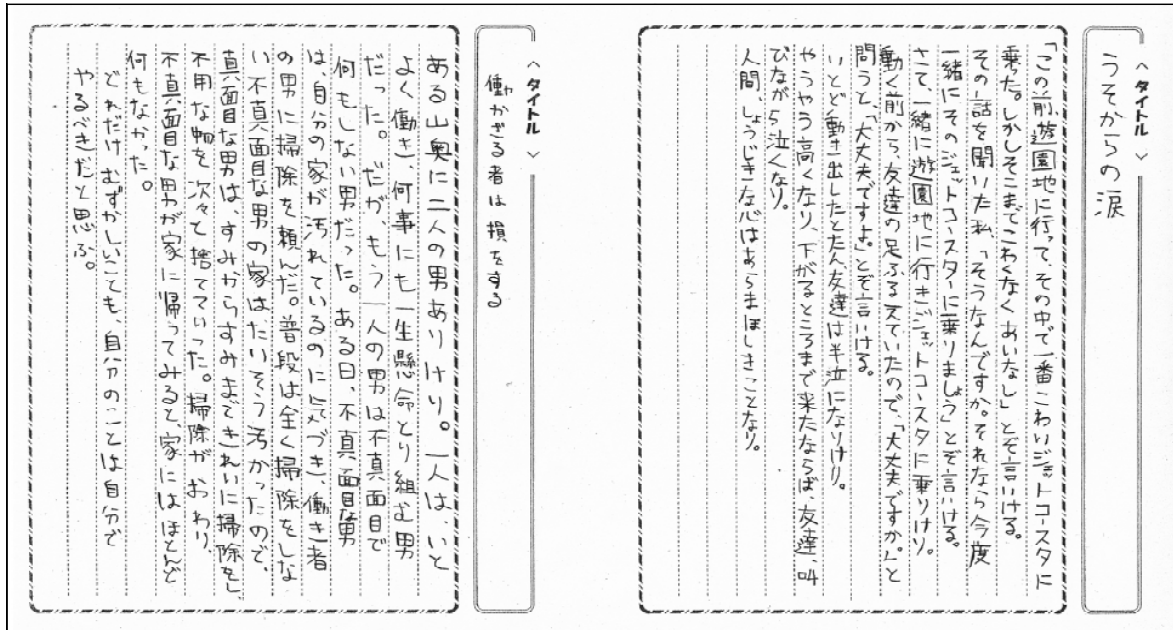 〈タイトル〉
うそからの涙
「この前遊園地に行って、その中で一番こわいジェットコースタに
乗った。しかしそこまでこわくなくあいなし」とぞ言いける。
その話を聞いた私「そうなんですか。それなら今度
一緒にそのジェットコースターに乗りましょう」とぞ言いける。
さて、一緒に遊園地に行きジェットコースタに乗りけり。
動く前から、友達の足ふるえていたので、「大丈夫ですか。」と
問うと、「大丈夫ですよ」とぞ言いける。
いとど動き出したとたん友達は半泣になりけり。
やうやう高くなり、下がるところまで来たならば、友達、叫
びながら泣くなり。
人間、しょうじきな心はあらまほしきことなり。
〈タイトル〉
働かざる者は損をする
ある山奥に二人の男ありけり。一人は、いと
よく働き、何事にも一生懸命とり組む男
だった。だが、もう一人の男は不真面目で
何もしない男だった。ある日、不真面目な男
は、自分の家が汚れているのに気づき、働き者
の男に掃除を頼んだ。普段は全く掃除をしな
い不真面目な男の家はたいそう汚かったので、
真面目な男は、すみからすみまできれいに掃除をし、
不用な物を次々と捨てていった。掃除がおわり、
不真面目な男が家に帰ってみると、家にはほとんど
何もなかった。
どれだけむずかしいことでも、自分のことは自分で
やるべきだと思ふ。